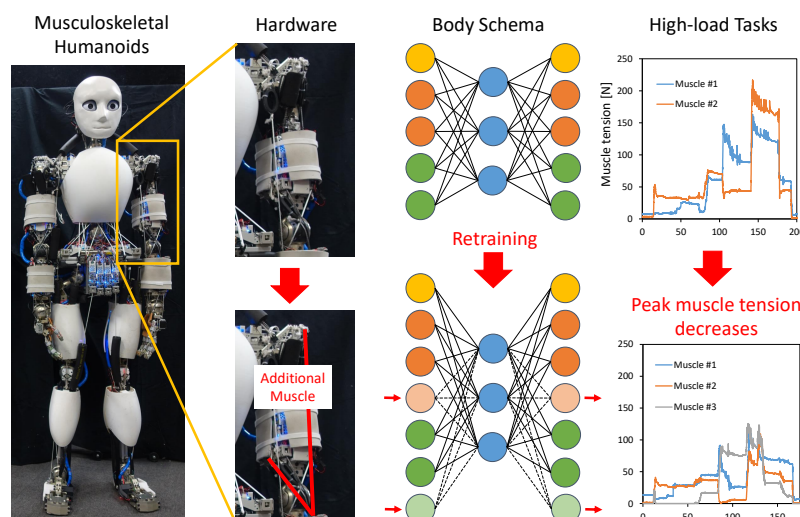 Musculoskeletal
Humanoids
Hardware
Body Schema
High-load Tasks
Muscle tension [N]
250
200
150
100
50
0
Muscle #1
Muscle #2
0
50
100
150
200
Retraining
Additional
Muscle
Peak muscle tension
decreases
250
200
150
100
50
0
Muscle #1
Muscle #2
Muscle #3
0
50
100
150